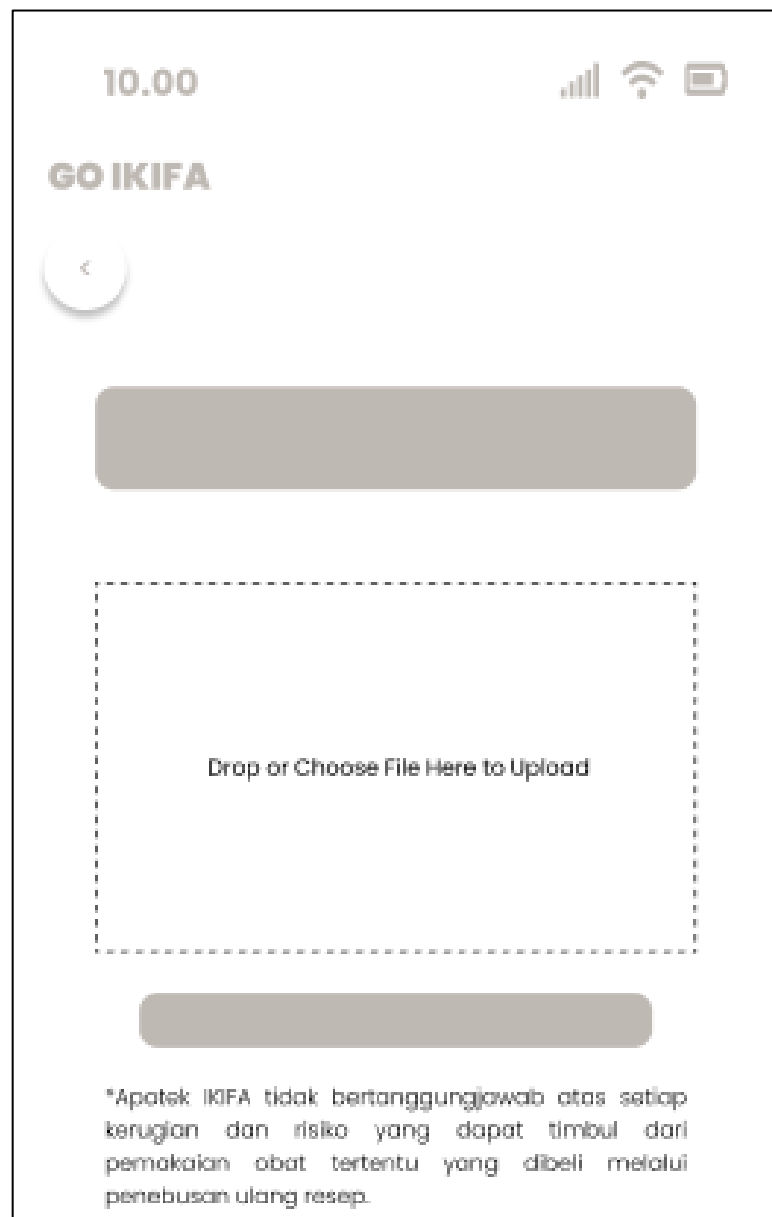 10.00
GO IKIFA
Drop or Choose File Here to Upload
*Apotek IKIFA tidak bertanggungjawab atas setiap
kerugian dan risiko yang dapat timbul dari
pemakaian obat tertentu yang dibeli melalui
penebusan ulang resep.